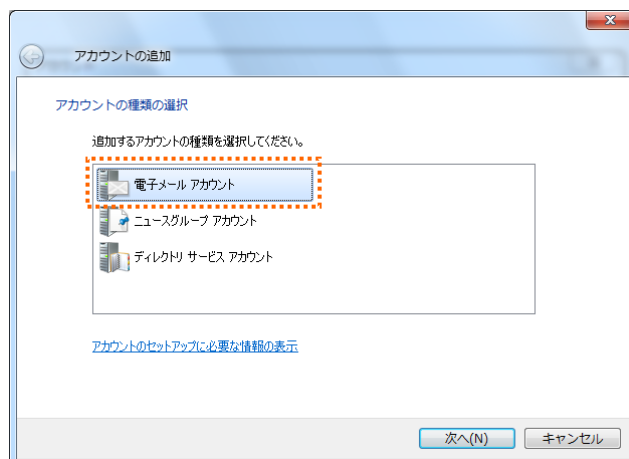 アカウントの追加
アカウントの種類の選択
追加するアカウントの種類を選択してください。
電子メール アカウント
ニュースグループ アカウント
ディレクトリ サービス アカウント
アカウントのセットアップに必要な情報の表示
次へ(N)
キャンセル